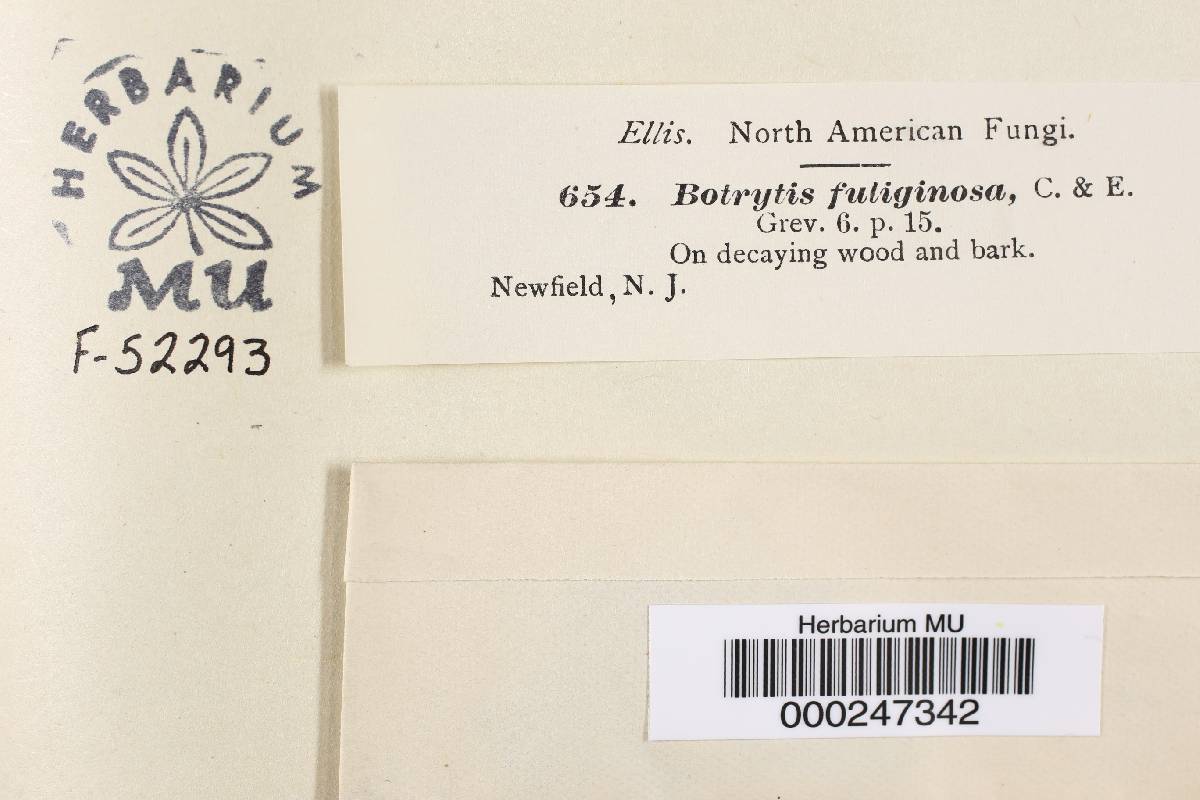 HERBARIUM
MU
F-52293
Ellis. North American Fungi.
654. Botrytis fuliginosa, C. & E.
Grev. 6. p. 15.
On decaying wood and bark.
Newfield, N. J.
Herbarium MU
000247342